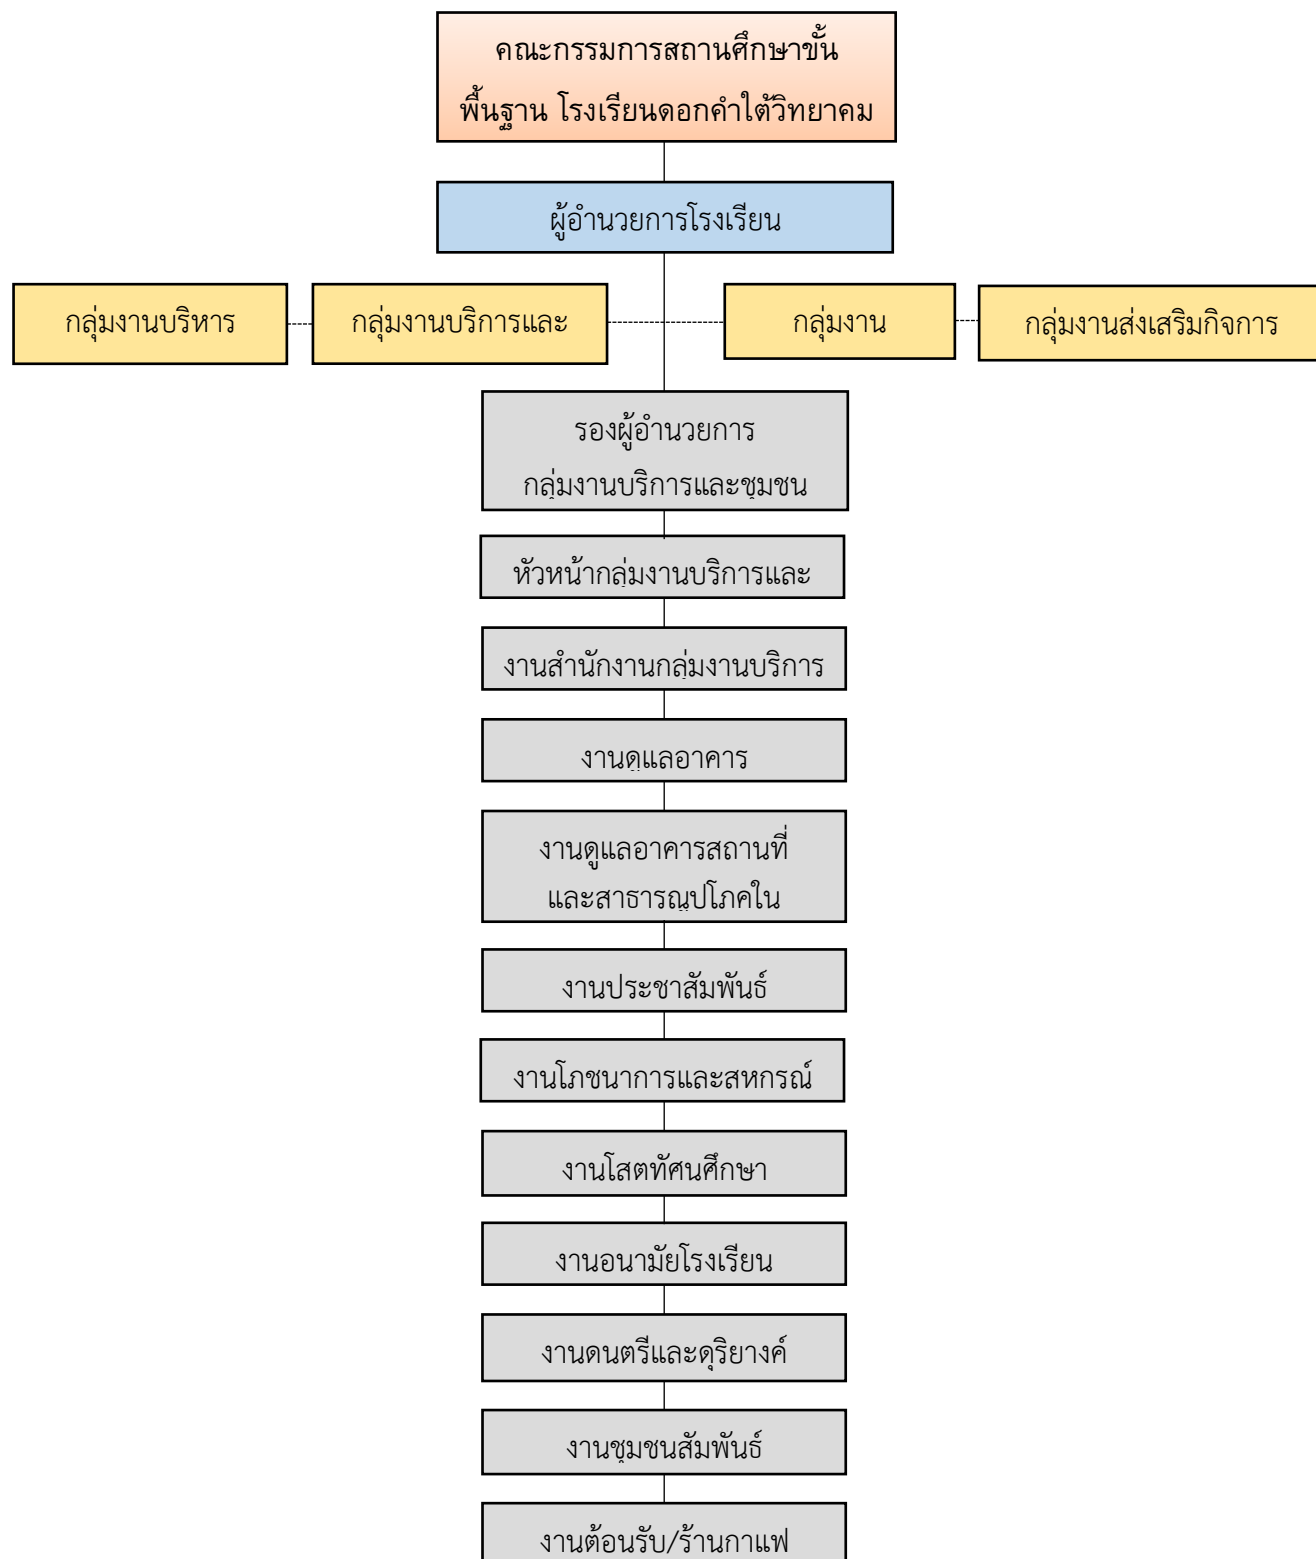 คณะกรรมการสถานศึกษาขั้น
พื้นฐาน โรงเรียนดอกคำใต้วิทยาคม
ผู้อำนวยการโรงเรียน
กลุ่มงานบริหาร
กลุ่มงานบริการและ
กลุ่มงาน
กลุ่มงานส่งเสริมกิจการ
รองผู้อำนวยการ
กลุ่มงานบริการและชุมชน
หัวหน้ากลุ่มงานบริการและ
งานสำนักงานกลุ่มงานบริการ
งานดูแลอาคาร
งานดูแลอาคารสถานที่
และสาธารณูปโภคใน
งานประชาสัมพันธ์
งานโภชนาการและสหกรณ์
งานโสตทัศนศึกษา
งานอนามัยโรงเรียน
งานดนตรีและดุริยางค์
งานชุมชนสัมพันธ์
งานต้อนรับ/ร้านกาแฟ